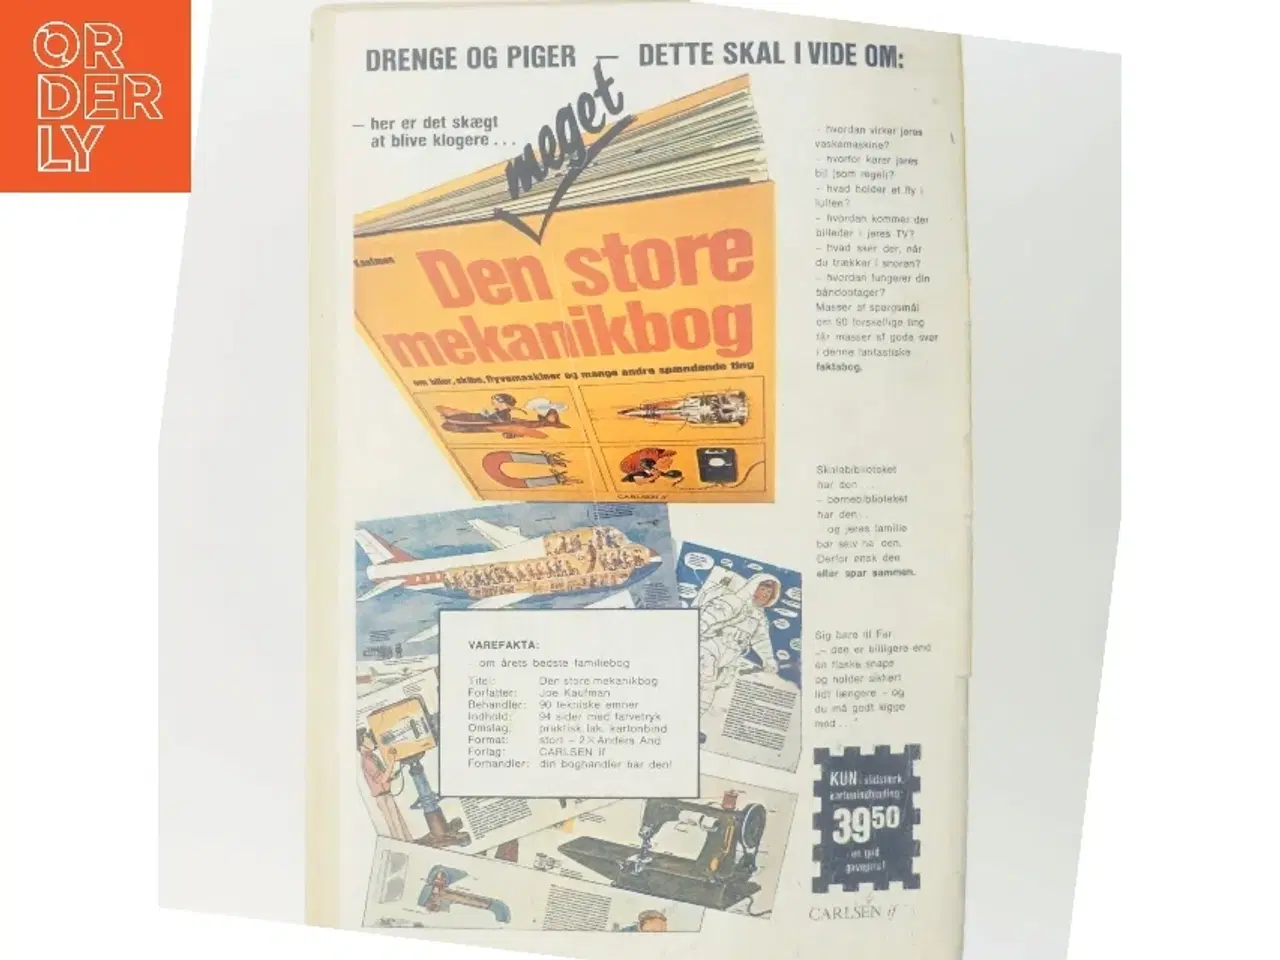 ORDERLY
DRENGE OG PIGER — DETTE SKAL I VIDE OM:
— her er det skægt
at blive klogere . . .
meget
Kaufman
Den store
mekanikbog
om biler, skibe, flyvemaskiner og mange andre spændende ting
CARLSEN if
- hvordan virker jeres
vaskemaskine?
- hvorfor kører jeres
bil (som regel)?
- hvad holder et fly i
luften?
- hvordan kommer der
billeder i jeres TV?
- hvad sker der, når
du trækker i snoren?
- hvordan fungerer din
båndoptager?
Masser af spørgsmål
om 90 forskellige ting
får masser af gode svar
i denne fantastiske
faktabog.
Skolebiblioteket
har den . . .
- børnebiblioteket
har den . .
- og jeres familie
bør selv ha' den.
Derfor ønsk den
eller spar sammen.
VAREFAKTA:
- om årets bedste familiebog
Titel: Den store mekanikbog
Forfatter: Joe Kaufman
Behandler: 90 tekniske emner
Indhold: 94 sider med farvetryk
Omslag: praktisk, lak. kartonbind
Format: stort - 2 × Anders And
Forlag: CARLSEN if
Forhandler: din boghandler har den!
Sig bare til Far
„- den er billigere end
en flaske snaps
og holder sikkert
lidt længere - og
du må godt kigge
med . . ."
KUN i slidstærk
kartonindbinding:
39.50
- en god
gavepris!
CARLSEN if